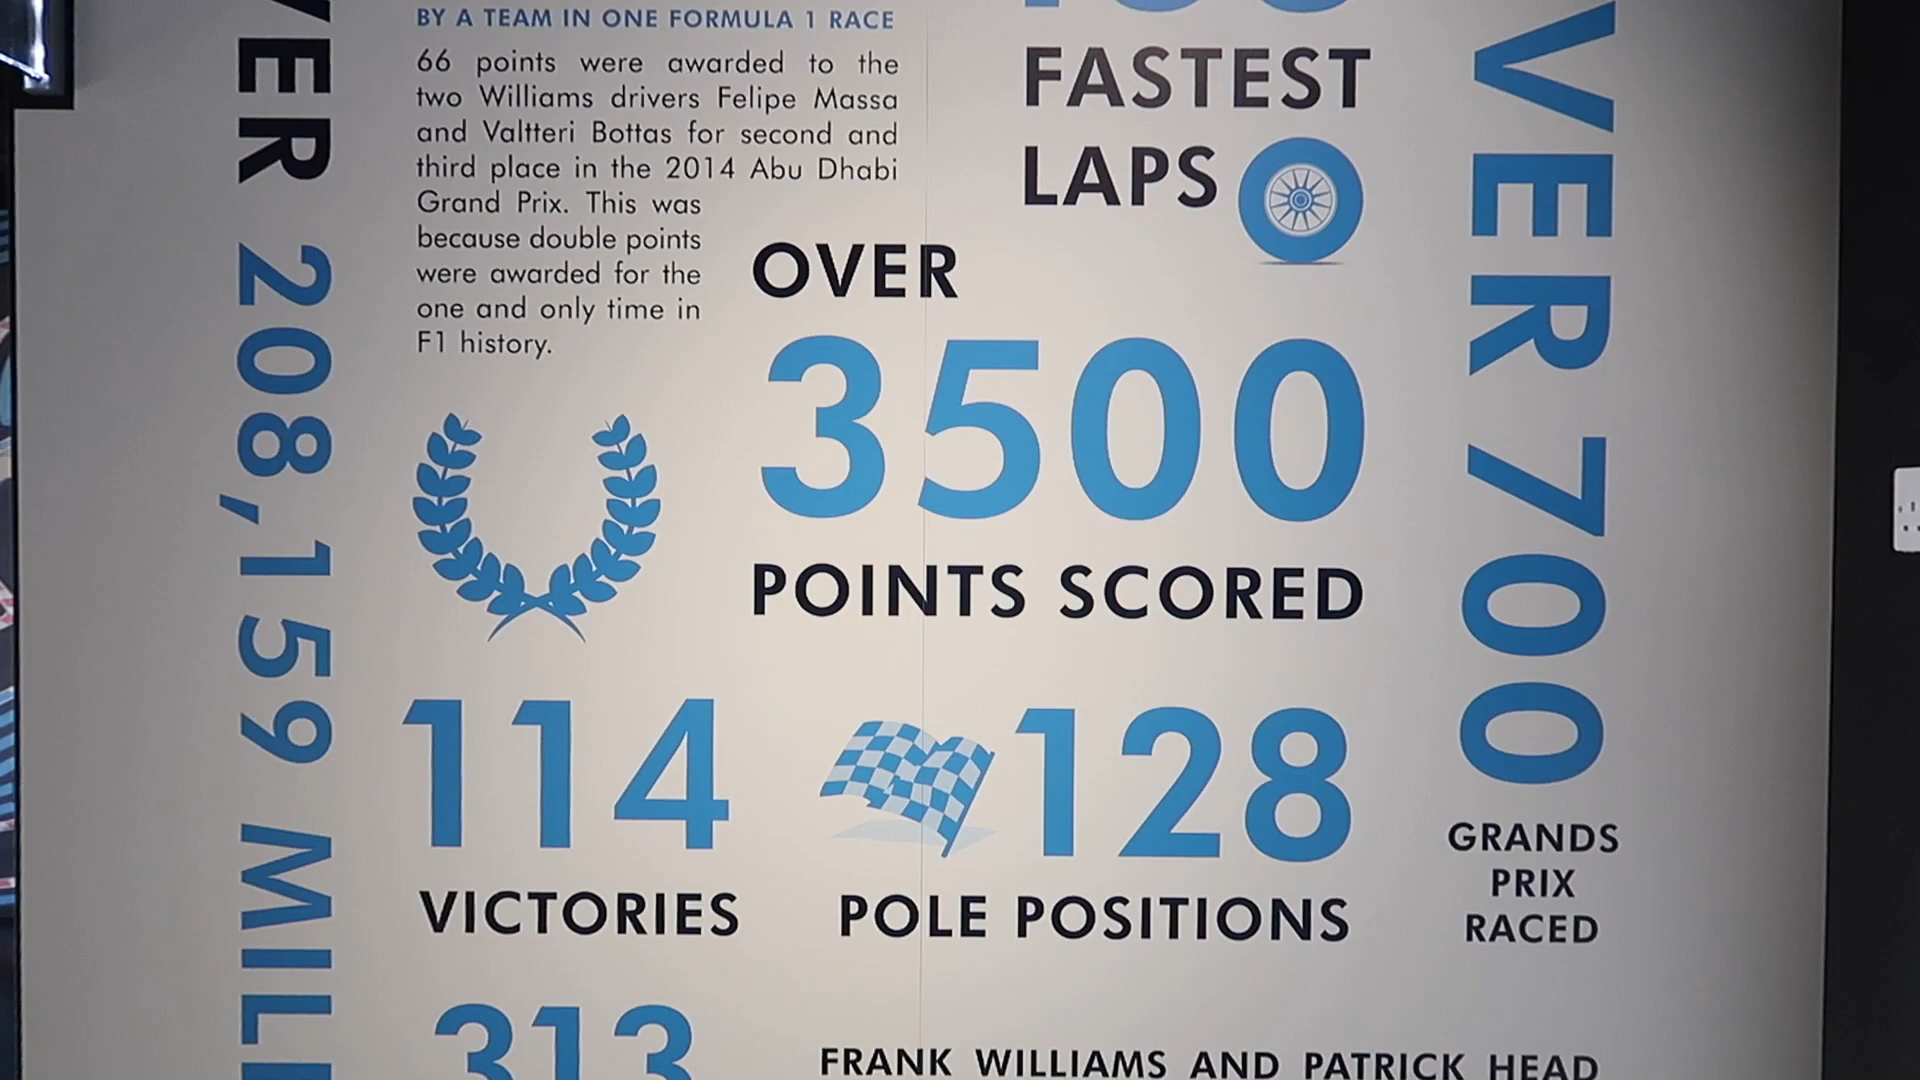 VER 208,159 MIL
BY A TEAM IN ONE FORMULA 1 RACE
66 points were awarded to the
two Williams drivers Felipe Massa
and Valtteri Bottas for second and
third place in the 2014 Abu Dhabi
Grand Prix. This was
because double points
were awarded for the
one and only time in
F1 history.
FASTEST
LAPS
OVER
3500
POINTS SCORED
114
VICTORIES
128
POLE POSITIONS
313
FRANK WILLIAMS AND PATRICK HEAD
VER 700
GRANDS
PRIX
RACED